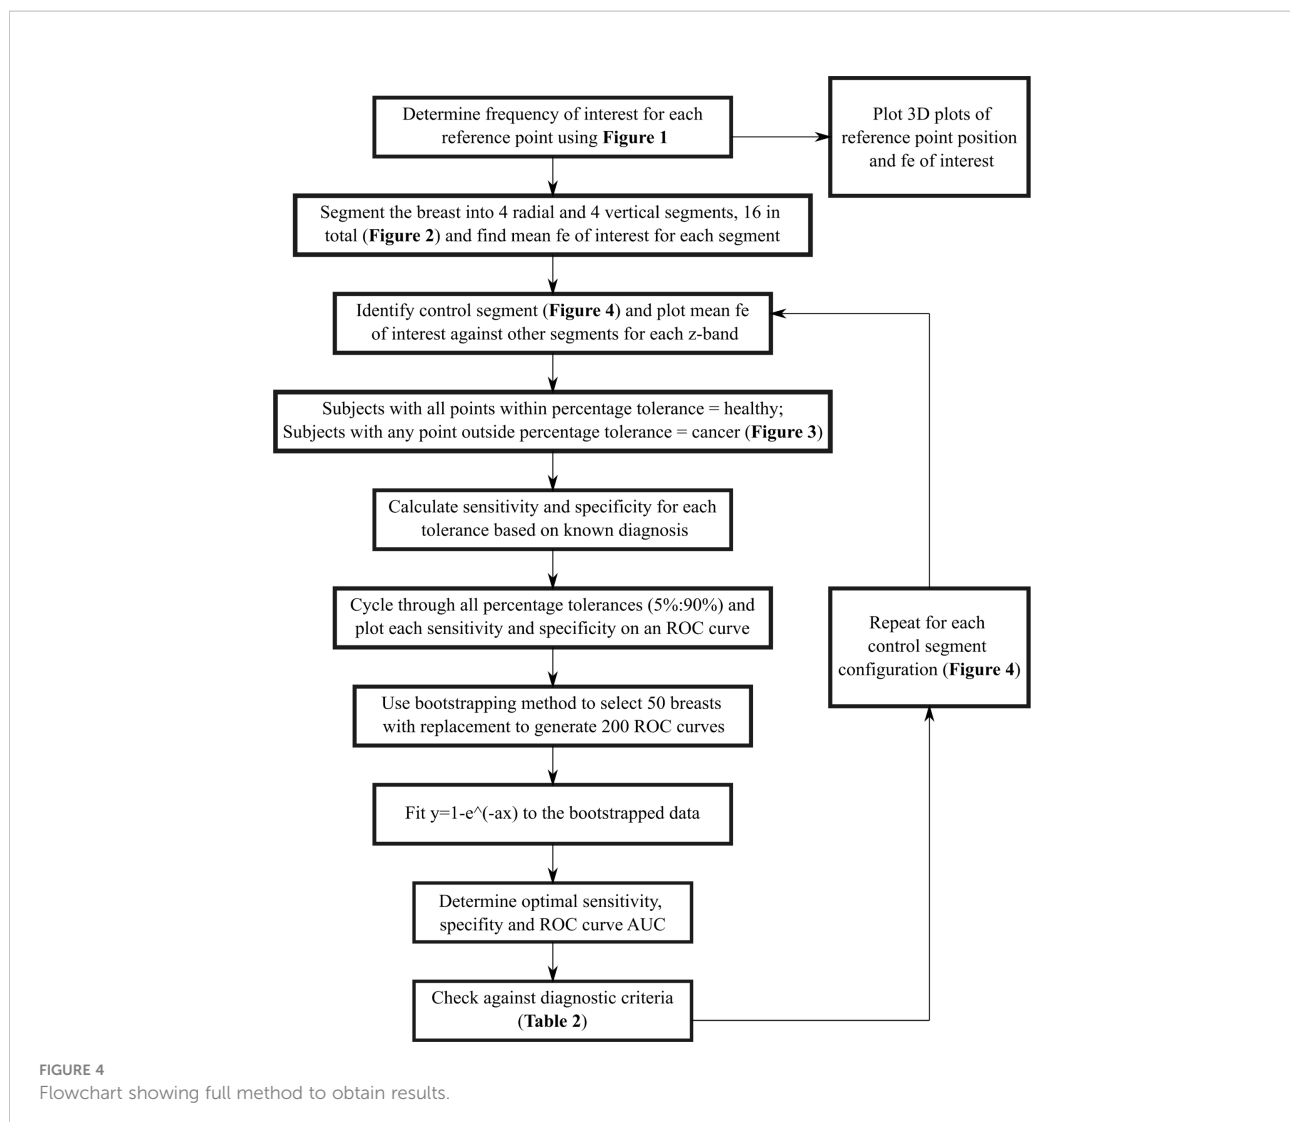 Determine frequency of interest for each
reference point using Figure 1
Plot 3D plots of
reference point position
and fe of interest
Segment the breast into 4 radial and 4 vertical segments, 16 in
total (Figure 2) and find mean fe of interest for each segment
Identify control segment (Figure 4) and plot mean fe
of interest against other segments for each z-band
Subjects with all points within percentage tolerance = healthy;
Subjects with any point outside percentage tolerance = cancer (Figure 3)
Calculate sensitivity and specificity for each
tolerance based on known diagnosis
Cycle through all percentage tolerances (5%:90%) and
plot each sensitivity and specificity on an ROC curve
Repeat for each
control segment
configuration (Figure 4)
Use bootstrapping method to select 50 breasts
with replacement to generate 200 ROC curves
Fit y=1-e^(-ax) to the bootstrapped data
Determine optimal sensitivity,
specifity and ROC curve AUC
Check against diagnostic criteria
(Table 2)
FIGURE 4
Flowchart showing full method to obtain results.